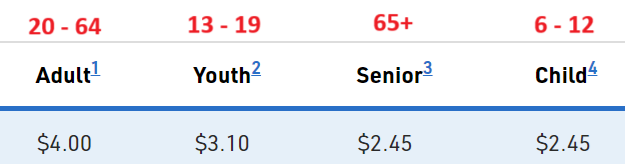 20 - 64 13 - 19 65+ 6 - 12
Adult1 Youth2 Senior3 Child4
$4.00 $3.10 $2.45 $2.45